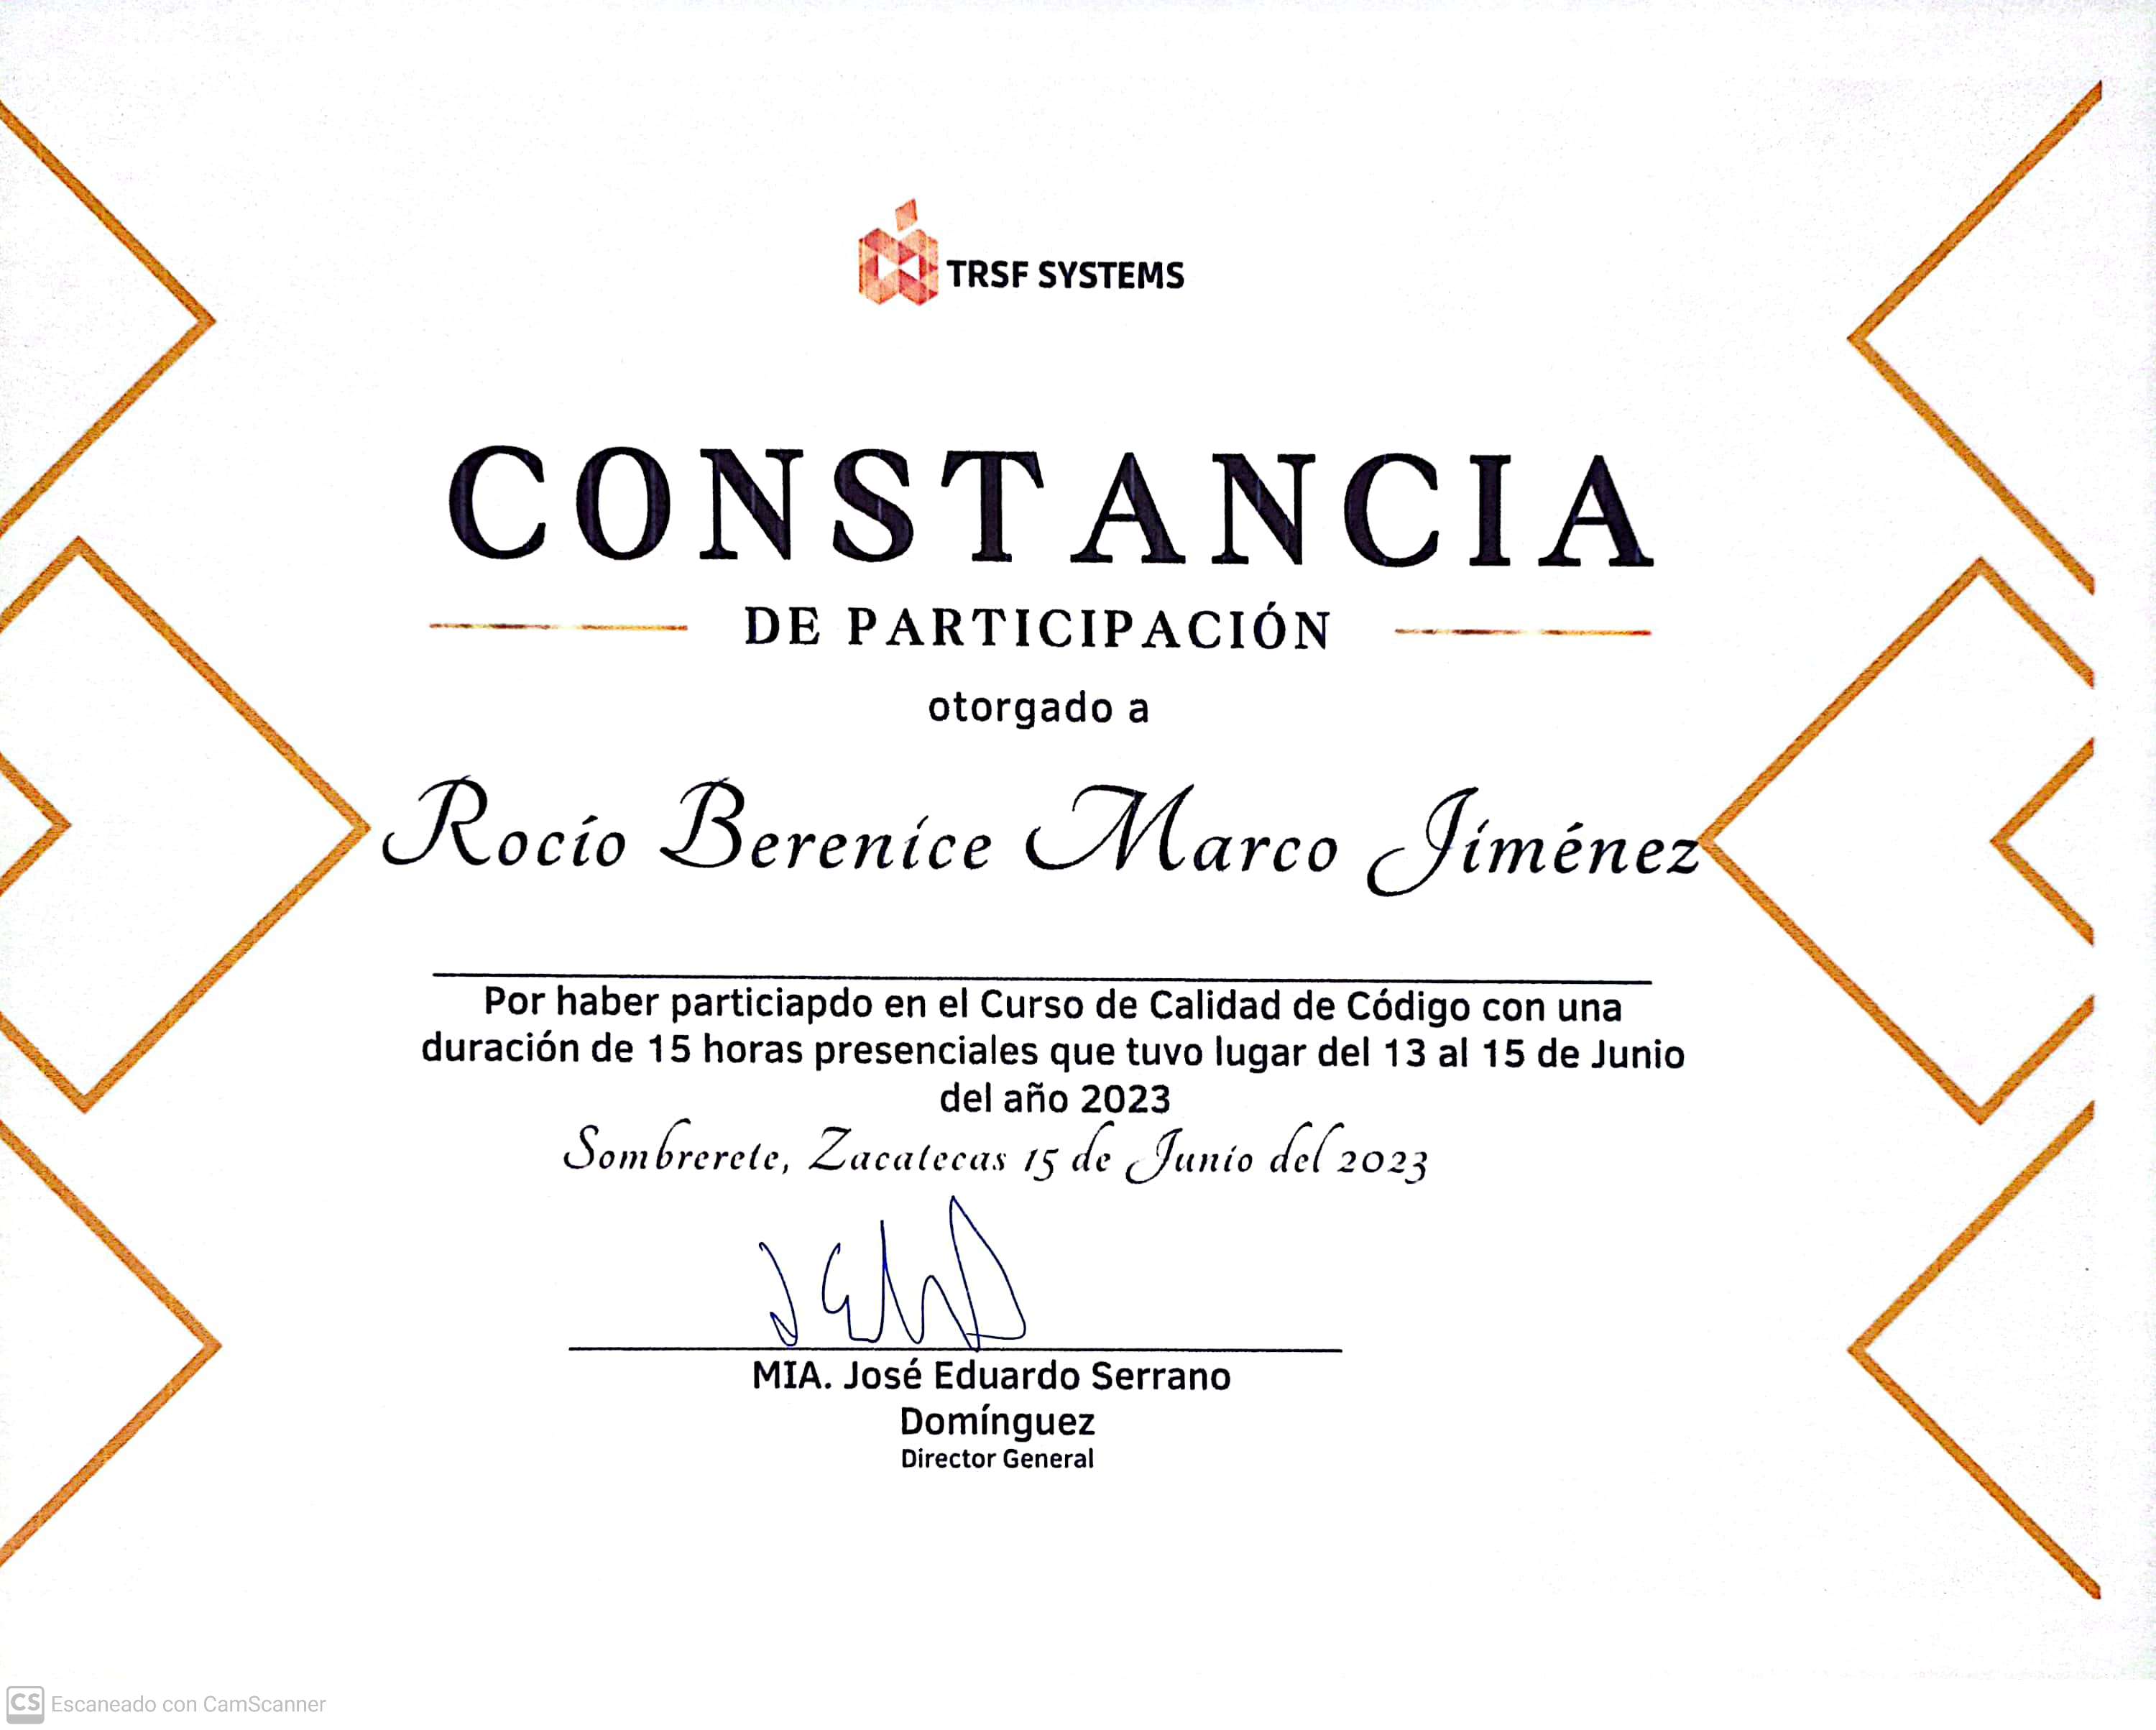 TRSF SYSTEMS
CONSTANCIA
DE PARTICIPACIÓN
otorgado a
Rocío Berenice Marco Jiménez
Por haber particiapdo en el Curso de Calidad de Código con una
duración de 15 horas presenciales que tuvo lugar del 13 al 15 de Junio
del año 2023
Sombrerete, Zacatecas 15 de Junio del 2023
MIA. José Eduardo Serrano
Domínguez
Director General
CS Escaneado con CamScanner